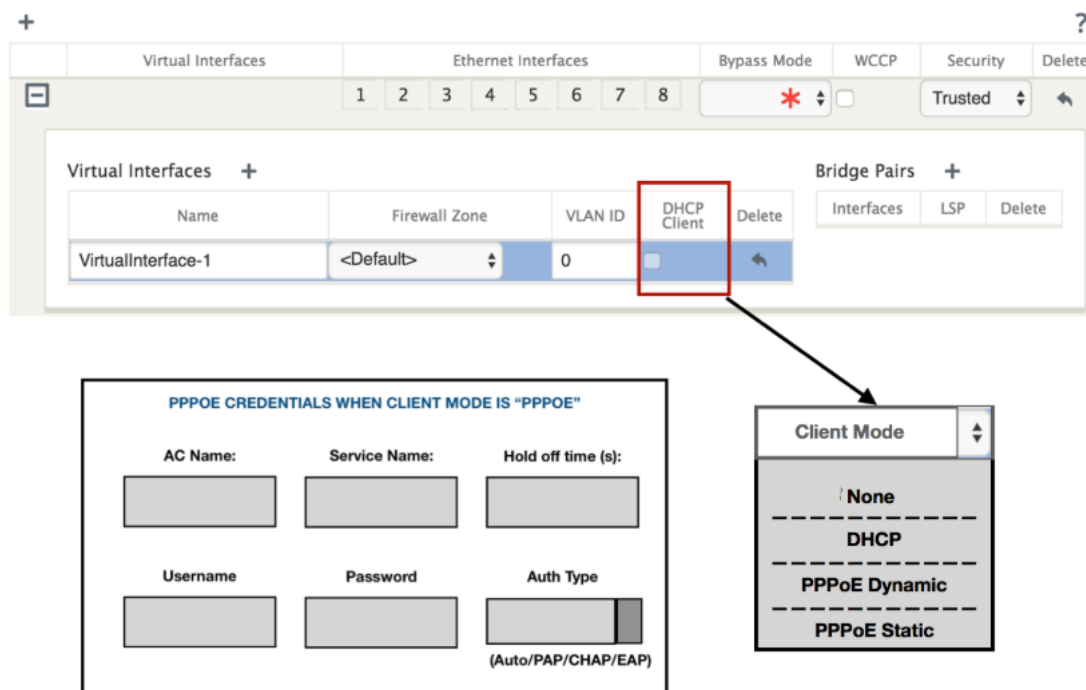 + ?
Virtual Interfaces Ethernet Interfaces Bypass Mode WCCP Security Delete
1 2 3 4 5 6 7 8 * Trusted
Virtual Interfaces +
Name Firewall Zone VLAN ID DHCP Client Delete
VirtualInterface-1 <Default> 0
Bridge Pairs +
Interfaces LSP Delete
PPPOE CREDENTIALS WHEN CLIENT MODE IS "PPPOE"
AC Name: Service Name: Hold off time (s):
Username Password Auth Type
(Auto/PAP/CHAP/EAP)
Client Mode
None
DHCP
PPPoE Dynamic
PPPoE Static